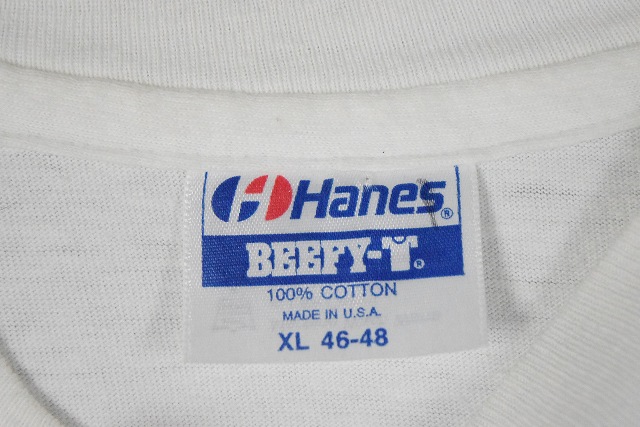 Hanes®
BEEFY-T®
100% COTTON
MADE IN U.S.A.
XL 46-48